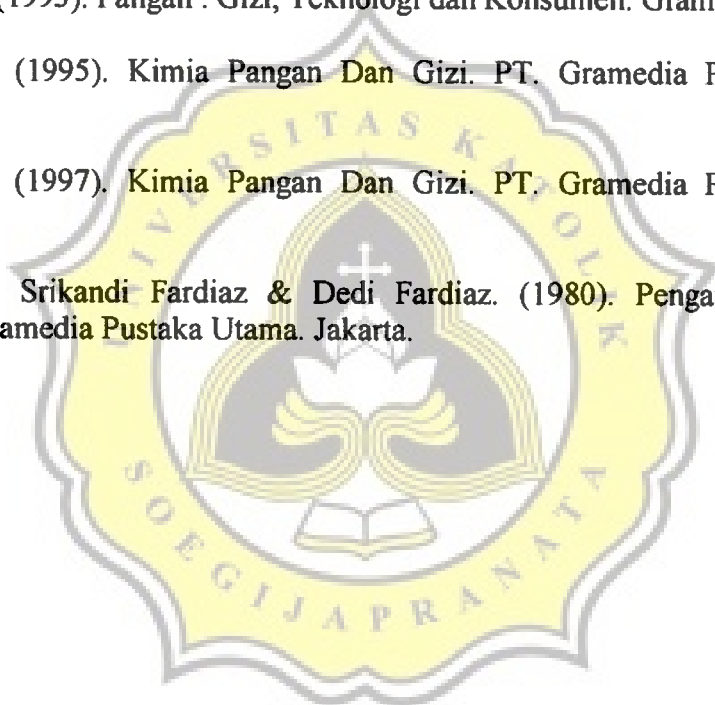 (1993). Pangan : Gizi, Teknologi dan Konsumen. Gram
(1995). Kimia Pangan Dan Gizi. PT. Gramedia P
(1997). Kimia Pangan Dan Gizi. PT. Gramedia P
Srikandi Fardiaz & Dedi Fardiaz. (1980). Penga
amedia Pustaka Utama. Jakarta.
UNIVERSITAS KATOLIK
SOEGIJAPRANATA